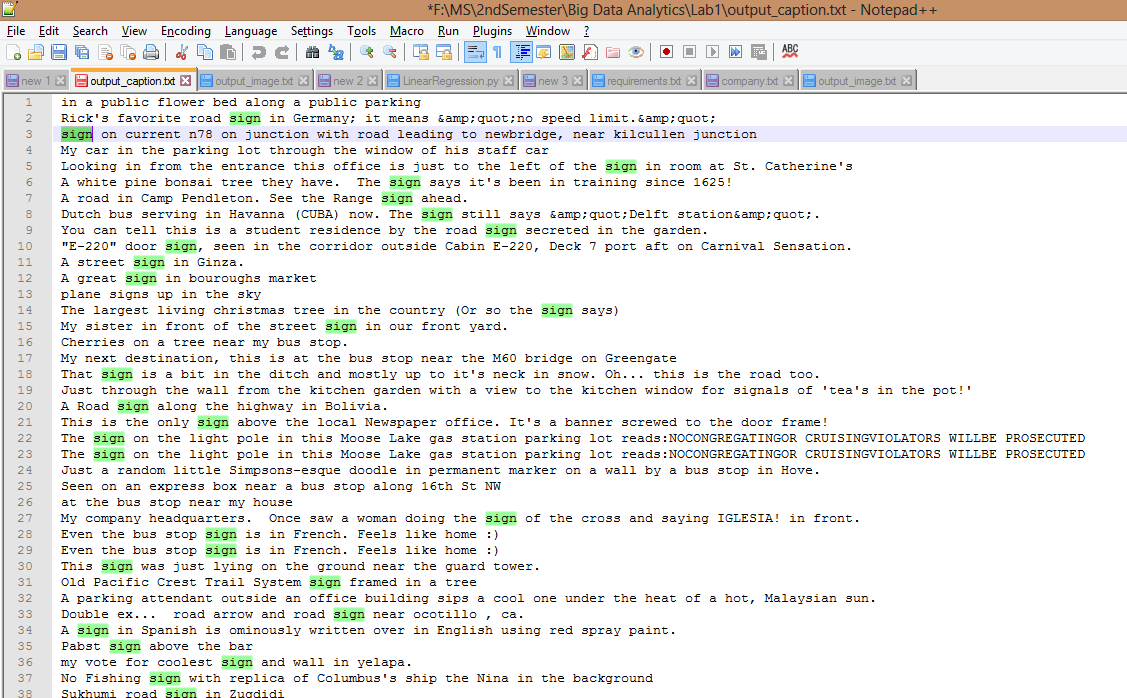 *F:\MS\2ndSemester\Big Data Analytics\Lab1\output_caption.txt - Notepad++
File Edit Search View Encoding Language Settings Tools Macro Run Plugins Window ?
ABC
new 1 output_caption.txt output_image.txt new 2 LinearRegression.py new 3 requirements.txt company.txt output_image.txt
1 in a public flower bed along a public parking
2 Rick's favorite road sign in Germany; it means &amp;quot;no speed limit.&amp;quot;
3 sign on current n78 on junction with road leading to newbridge, near kilcullen junction
4 My car in the parking lot through the window of his staff car
5 Looking in from the entrance this office is just to the left of the sign in room at St. Catherine's
6 A white pine bonsai tree they have.  The sign says it's been in training since 1625!
7 A road in Camp Pendleton. See the Range sign ahead.
8 Dutch bus serving in Havanna (CUBA) now. The sign still says &amp;quot;Delft station&amp;quot;.
9 You can tell this is a student residence by the road sign secreted in the garden.
10 "E-220" door sign, seen in the corridor outside Cabin E-220, Deck 7 port aft on Carnival Sensation.
11 A street sign in Ginza.
12 A great sign in bouroughs market
13 plane signs up in the sky
14 The largest living christmas tree in the country (Or so the sign says)
15 My sister in front of the street sign in our front yard.
16 Cherries on a tree near my bus stop.
17 My next destination, this is at the bus stop near the M60 bridge on Greengate
18 That sign is a bit in the ditch and mostly up to it's neck in snow. Oh... this is the road too.
19 Just through the wall from the kitchen garden with a view to the kitchen window for signals of 'tea's in the pot!'
20 A Road sign along the highway in Bolivia.
21 This is the only sign above the local Newspaper office. It's a banner screwed to the door frame!
22 The sign on the light pole in this Moose Lake gas station parking lot reads:NOCONGREGATINGOR CRUISINGVIOLATORS WILLBE PROSECUTED
23 The sign on the light pole in this Moose Lake gas station parking lot reads:NOCONGREGATINGOR CRUISINGVIOLATORS WILLBE PROSECUTED
24 Just a random little Simpsons-esque doodle in permanent marker on a wall by a bus stop in Hove.
25 Seen on an express box near a bus stop along 16th St NW
26 at the bus stop near my house
27 My company headquarters.  Once saw a woman doing the sign of the cross and saying IGLESIA! in front.
28 Even the bus stop sign is in French. Feels like home :)
29 Even the bus stop sign is in French. Feels like home :)
30 This sign was just lying on the ground near the guard tower.
31 Old Pacific Crest Trail System sign framed in a tree
32 A parking attendant outside an office building sips a cool one under the heat of a hot, Malaysian sun.
33 Double ex...  road arrow and road sign near ocotillo , ca.
34 A sign in Spanish is ominously written over in English using red spray paint.
35 Pabst sign above the bar
36 my vote for coolest sign and wall in yelapa.
37 No Fishing sign with replica of Columbus's ship the Nina in the background
38 Sukhumi road sign in Zugdidi